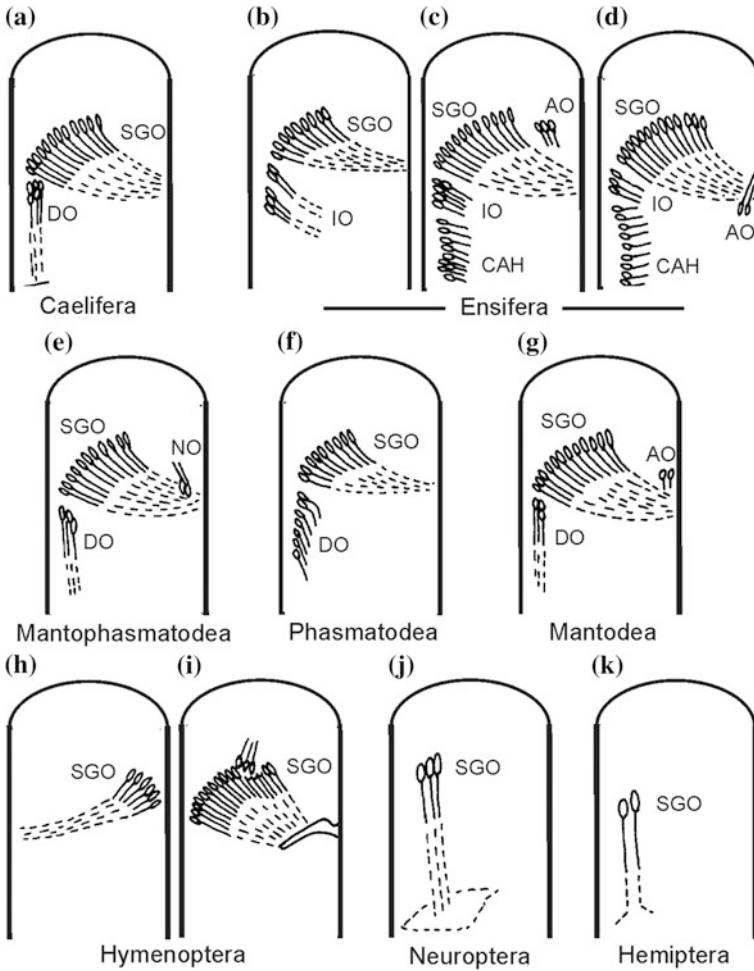 (a) (b) (c) (d)
SGO SGO SGO AO SGO
DO IO IO IO AO
CAH CAH
Caelifera Ensifera
(e) (f) (g)
SGO NO SGO SGO AO
DO DO DO
Mantophasmatodea Phasmatodea Mantodea
(h) (i) (j) (k)
SGO SGO SGO SGO
Hymenoptera Neuroptera Hemiptera